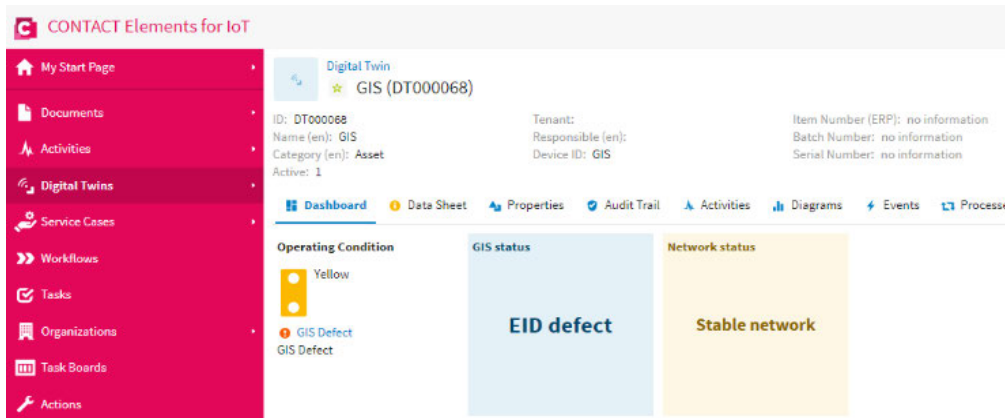 CONTACT Elements for IoT
My Start Page
Documents
Activities
Digital Twins
Service Cases
Workflows
Tasks
Organizations
Task Boards
Actions
Digital Twin
GIS (DT000068)
ID: DT000068
Name (en): GIS
Category (en): Asset
Active: 1
Tenant:
Responsible (en):
Device ID: GIS
Item Number (ERP): no information
Batch Number: no information
Serial Number: no information
Dashboard Data Sheet Properties Audit Trail Activities Diagrams Events Processe
Operating Condition
Yellow
GIS Defect
GIS Defect
GIS status
EID defect
Network status
Stable network